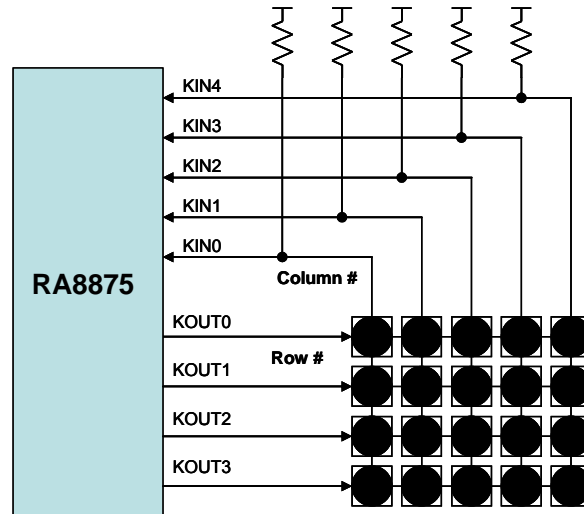 KIN4
KIN3
KIN2
KIN1
KIN0
Column #
RA8875
KOUT0
Row #
KOUT1
KOUT2
KOUT3